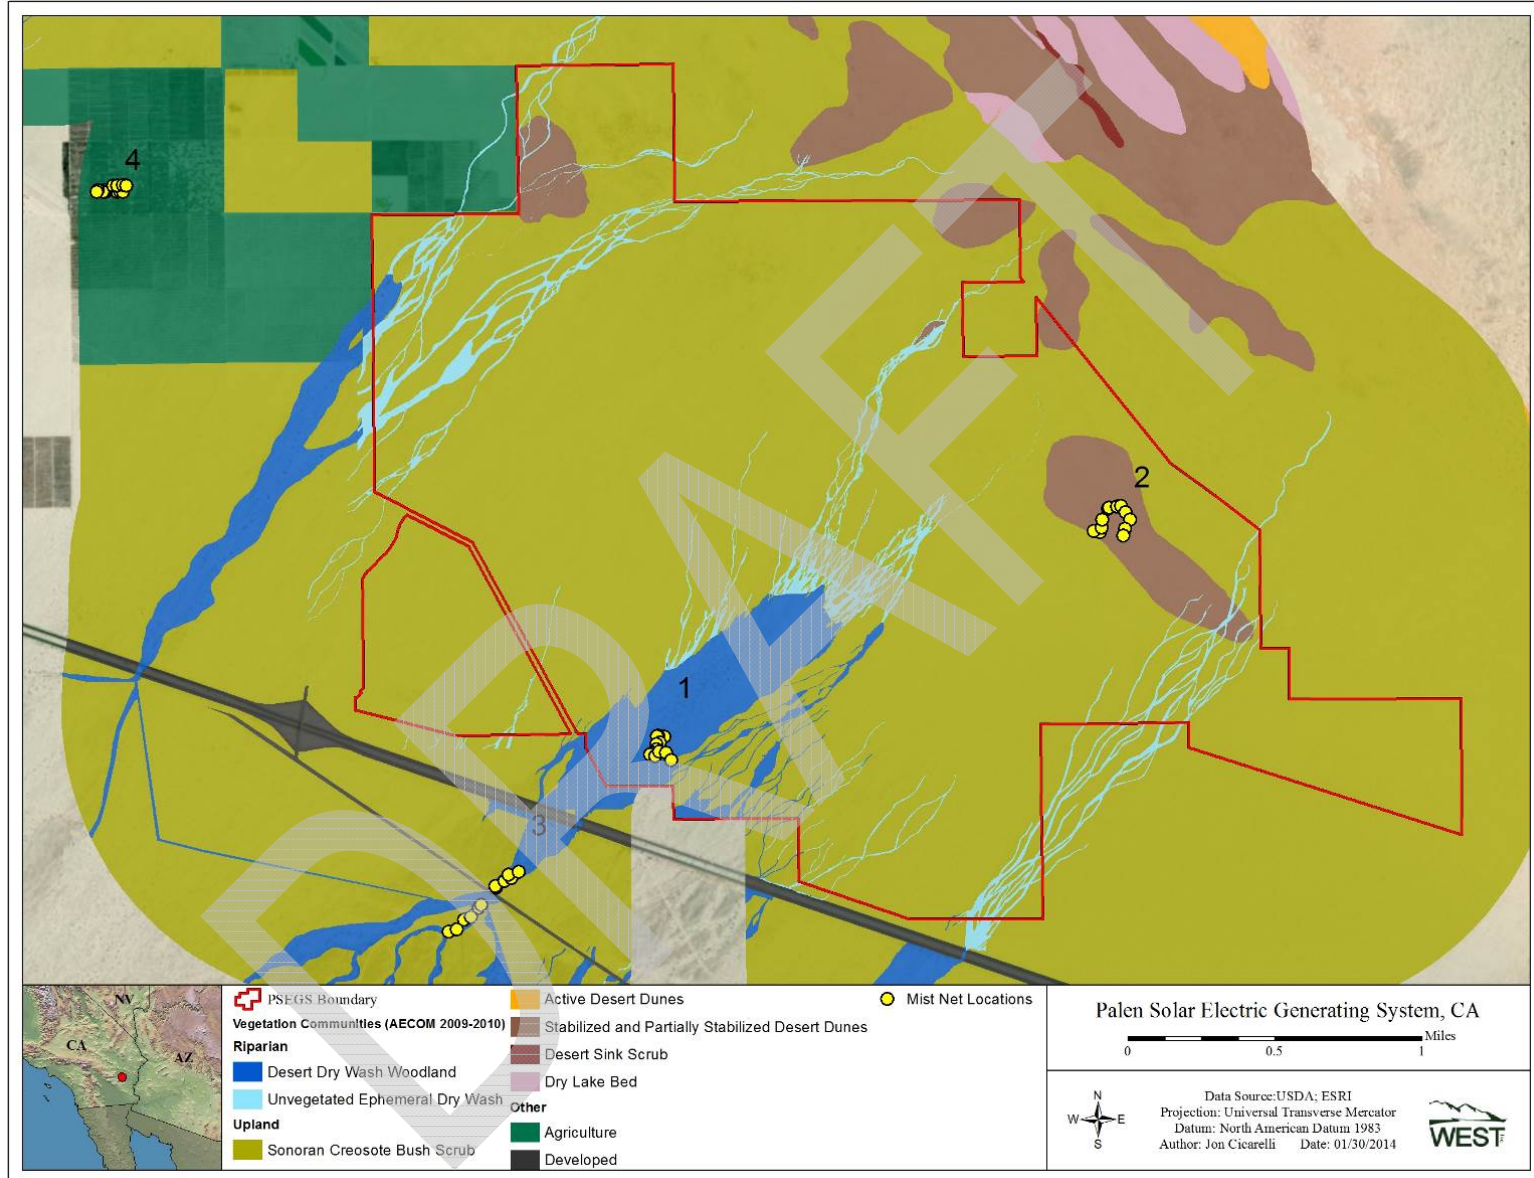 4
2
1
3
DRAFT
NV
CA
AZ
PSEGS Boundary
Vegetation Communities (AECOM 2009-2010)
Riparian
Desert Dry Wash Woodland
Unvegetated Ephemeral Dry Wash
Upland
Sonoran Creosote Bush Scrub
Active Desert Dunes
Stabilized and Partially Stabilized Desert Dunes
Desert Sink Scrub
Dry Lake Bed
Other
Agriculture
Developed
Mist Net Locations
Palen Solar Electric Generating System, CA
Miles
0 0.5 1
N
W E
S
Data Source:USDA; ESRI
Projection: Universal Transverse Mercator
Datum: North American Datum 1983
Author: Jon Cicarelli Date: 01/30/2014
WEST